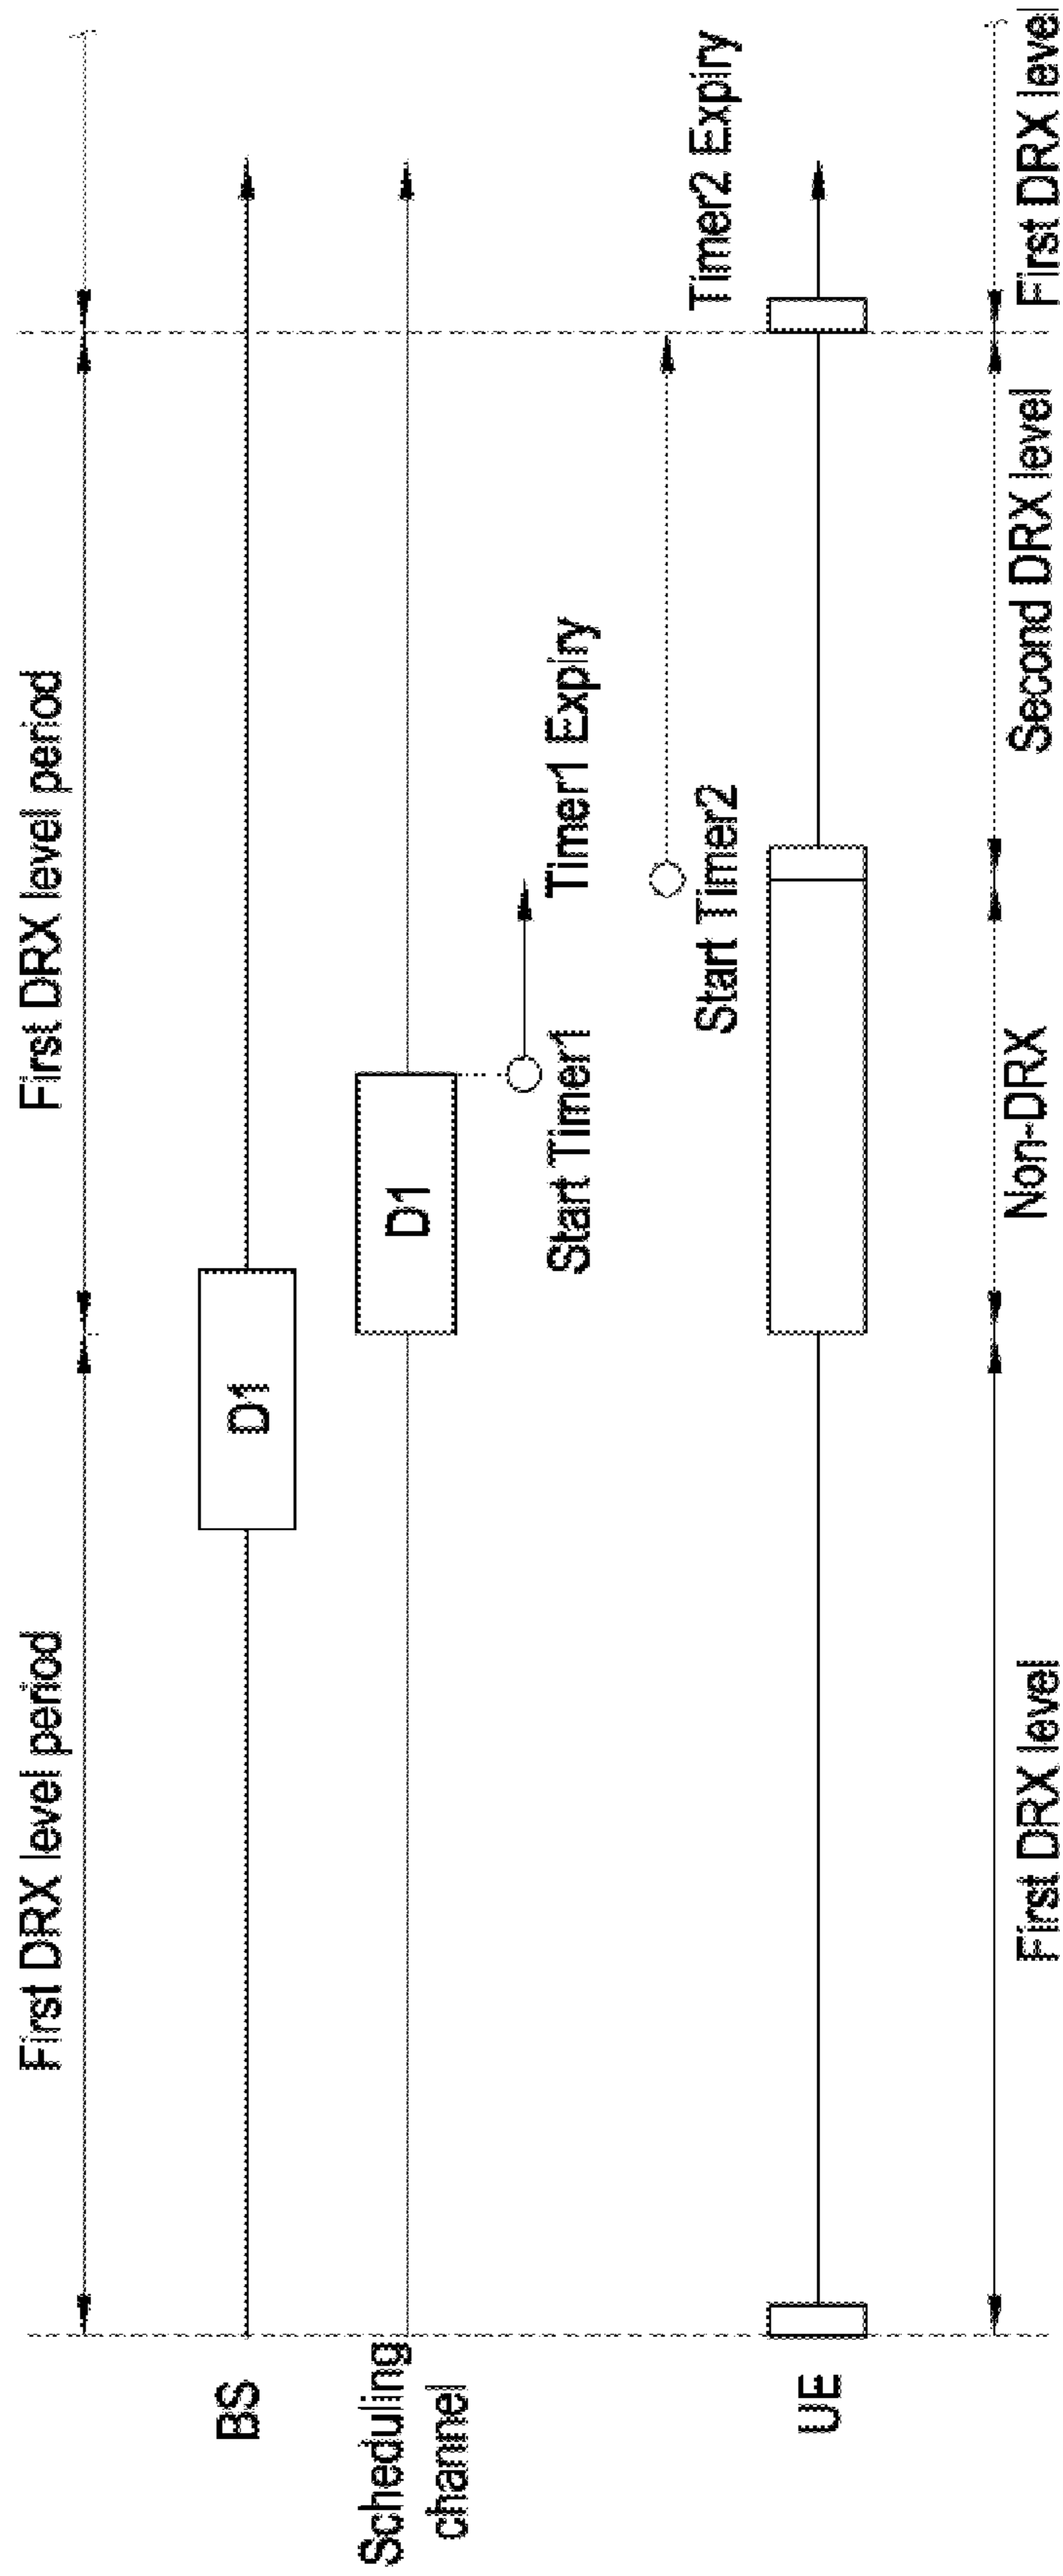 First DRX level period
First DRX level period
BS
D1
Scheduling
channel
D1
Start Timer1
Timer1 Expiry
Start Timer2
Timer2 Expiry
UE
First DRX level
Non-DRX
Second DRX level
First DRX level